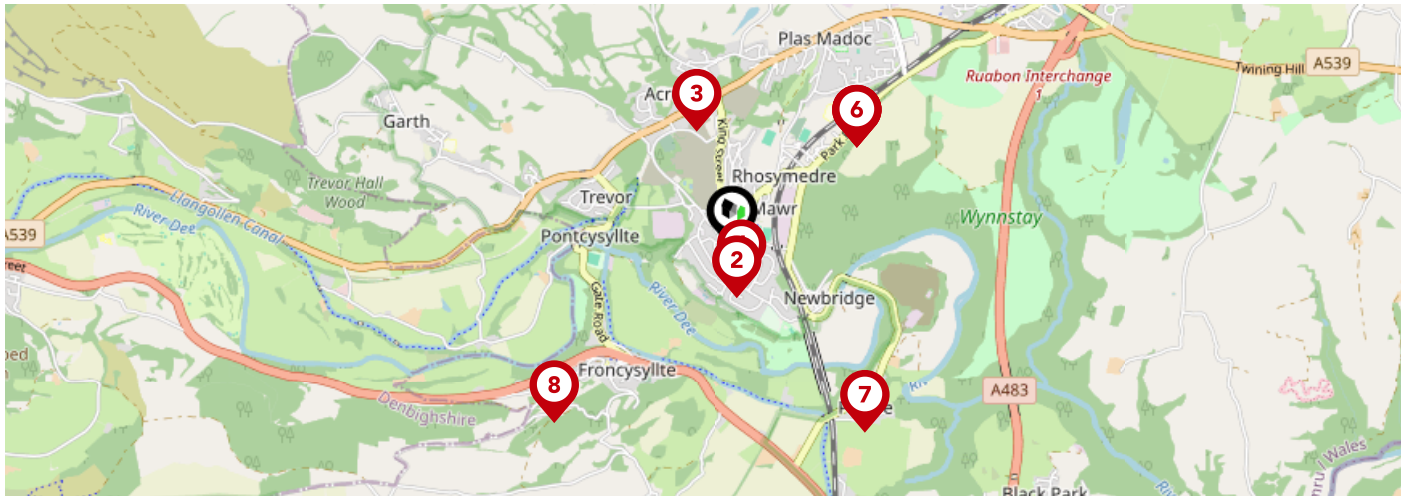 Plas Madoc
Ruabon Interchange
1
Twining Hill
A539
3
6
Garth
King Street
Park
Rhosymedre
Trevor Hall
Wood
Trevor
Mawr
Llangollen Canal
River Dee
A539
Pontcysyllte
Wynnstay
2
Gate Road
River Dee
Newbridge
Froncysyllte
8
7
A483
Denbighshire
Black Park